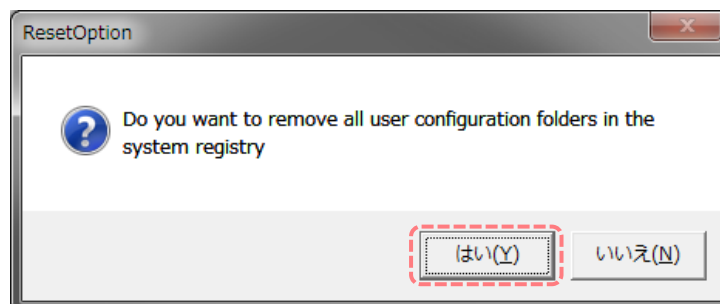 ResetOption
Do you want to remove all user configuration folders in the
system registry
はい(Y)
いいえ(N)